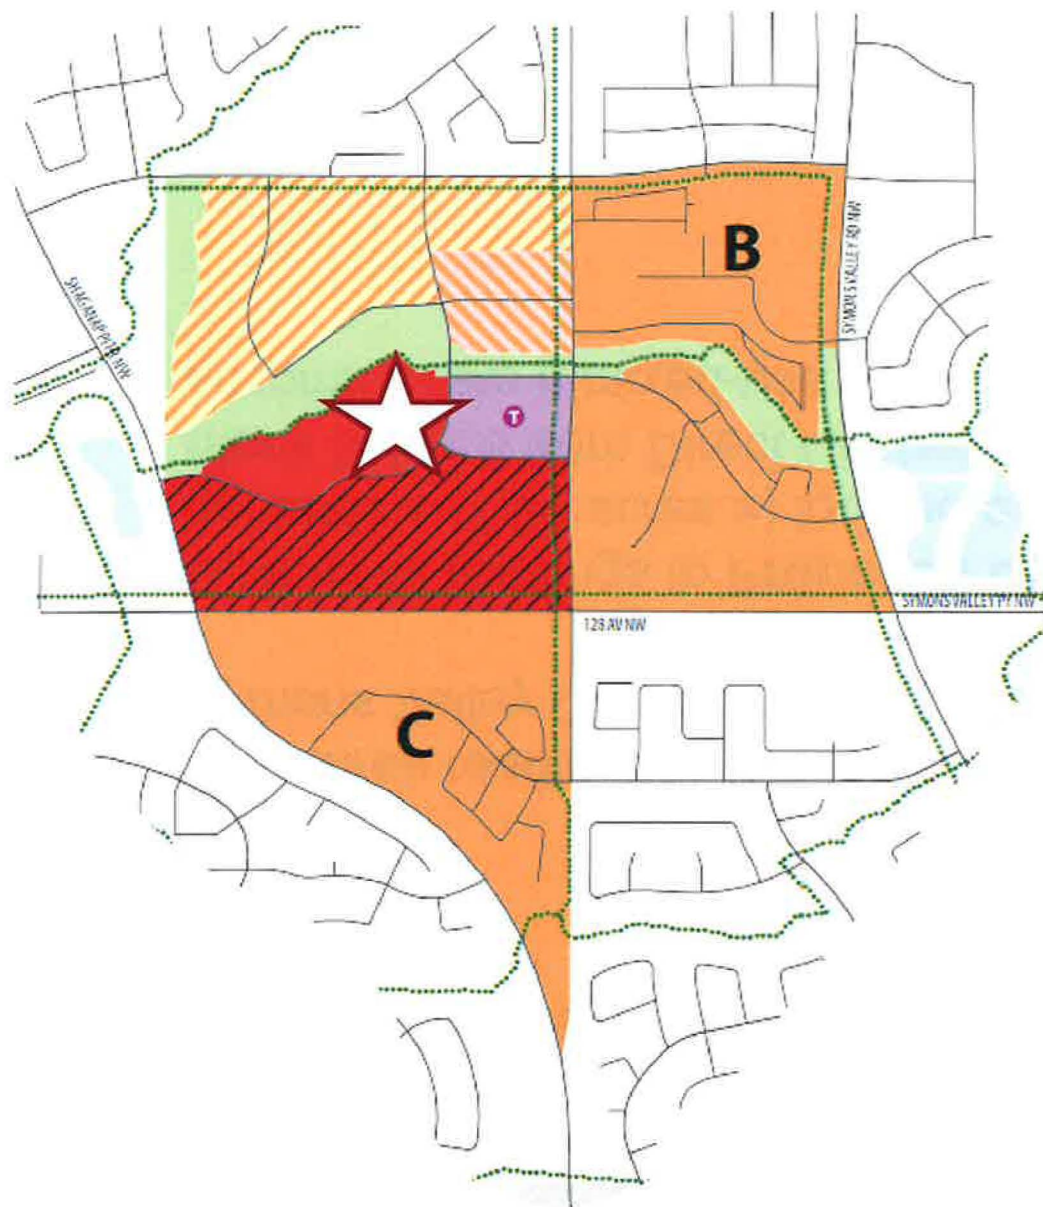 B
SYMONS VALLEY RD NW
SHAGANAPPI TR NW
T
SYMONS VALLEY PY NW
128 AV NW
C